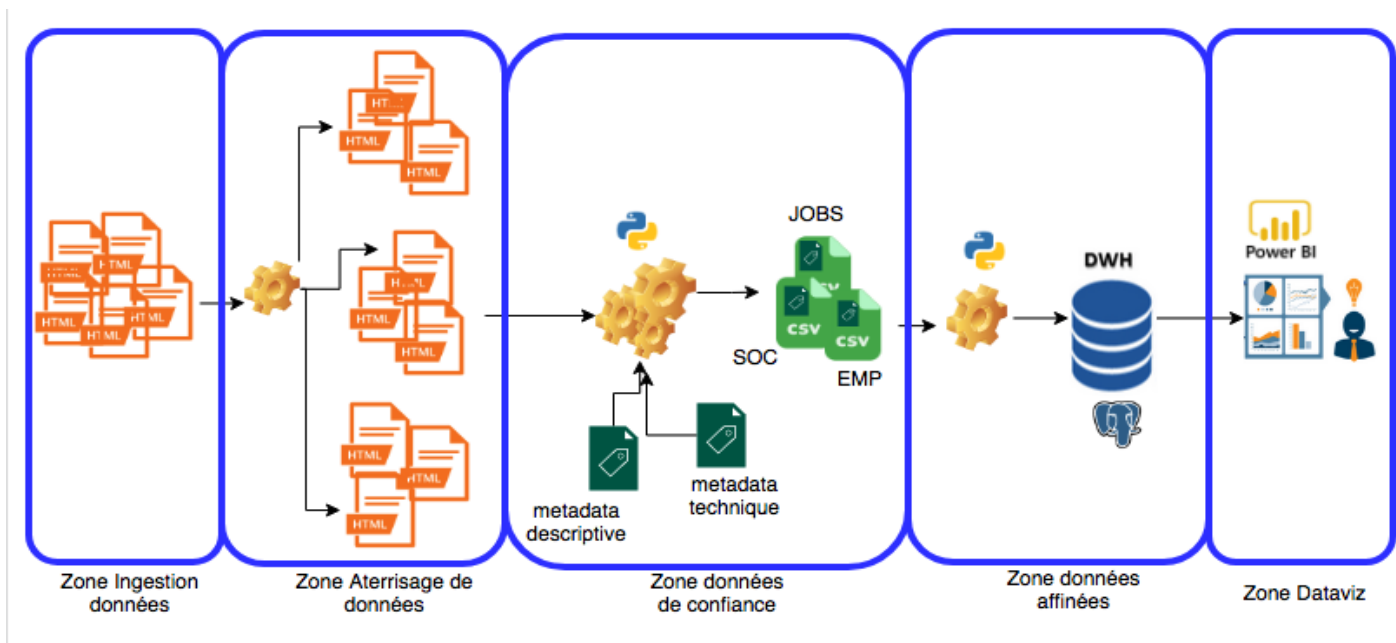 HTML
HTML
HTML
HTML
HTML
HTML
HTML
HTML
HTML
HTML
HTML
HTML
HTML
HTML
JOBS
CSV
CSV
SOC
EMP
metadata
descriptive
metadata
technique
DWH
Power BI
Zone Ingestion
données
Zone Aterrisage de
données
Zone données
de confiance
Zone données
affinées
Zone Dataviz